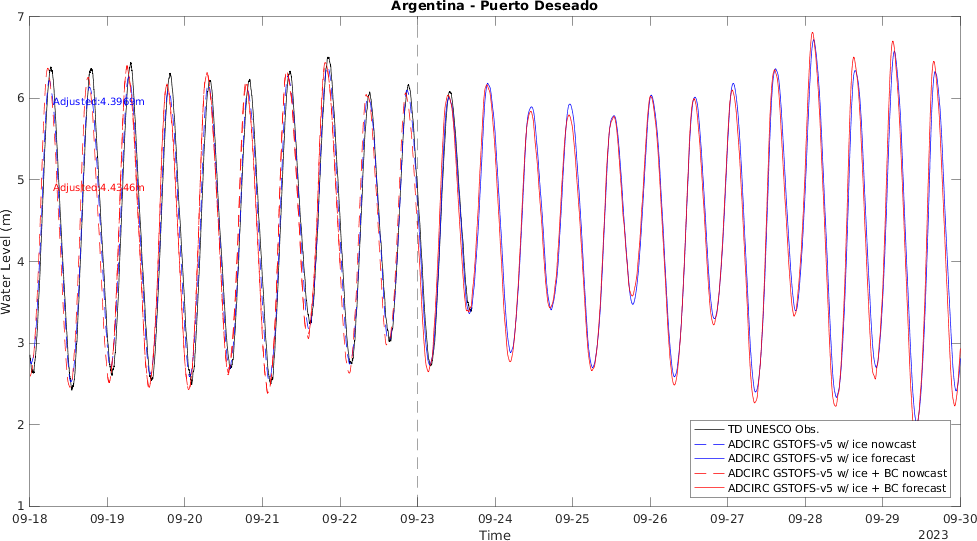 Argentina - Puerto Deseado
7
6
5
4
3
2
1
Water Level (m)
Adjusted:4.3969m
Adjusted:4.4346m
TD UNESCO Obs.
ADCIRC GSTOFS-v5 w/ ice nowcast
ADCIRC GSTOFS-v5 w/ ice forecast
ADCIRC GSTOFS-v5 w/ ice + BC nowcast
ADCIRC GSTOFS-v5 w/ ice + BC forecast
09-18 09-19 09-20 09-21 09-22 09-23 09-24 09-25 09-26 09-27 09-28 09-29 09-30
Time
2023